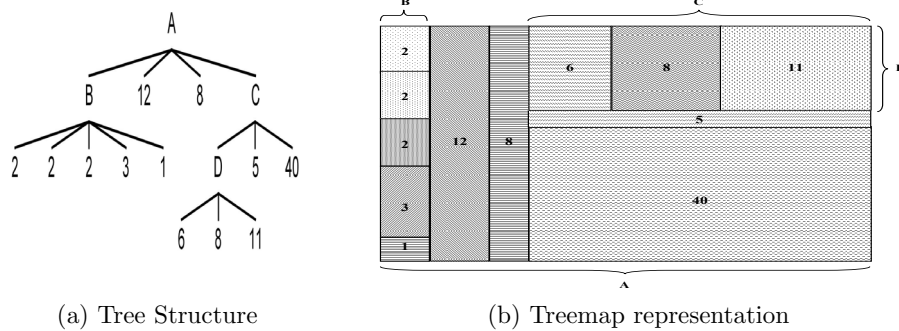 A
B 12 8 C
2 2 2 3 1 D 5 40
6 8 11
(a) Tree Structure
B C
2
2
2
3
1
12
8
6 8 11
5
40
A
(b) Treemap representation